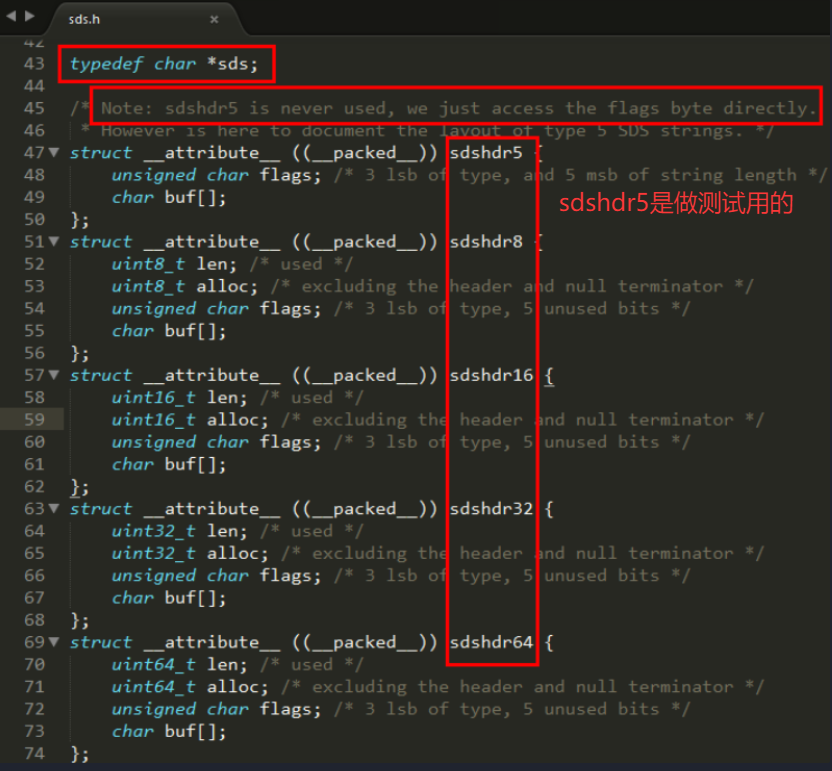 sds.h
42
43 typedef char *sds;
44
45 /* Note: sdshdr5 is never used, we just access the flags byte directly.
46 * However is here to document the layout of type 5 SDS strings. */
47 struct __attribute__ ((__packed__)) sdshdr5 {
48 unsigned char flags; /* 3 lsb of type, and 5 msb of string length */
49 char buf[];
sdshdr5是做测试用的
50 };
51 struct __attribute__ ((__packed__)) sdshdr8 {
52 uint8_t len; /* used */
53 uint8_t alloc; /* excluding the header and null terminator */
54 unsigned char flags; /* 3 lsb of type, 5 unused bits */
55 char buf[];
56 };
57 struct __attribute__ ((__packed__)) sdshdr16 {
58 uint16_t len; /* used */
59 uint16_t alloc; /* excluding the header and null terminator */
60 unsigned char flags; /* 3 lsb of type, 5 unused bits */
61 char buf[];
62 };
63 struct __attribute__ ((__packed__)) sdshdr32 {
64 uint32_t len; /* used */
65 uint32_t alloc; /* excluding the header and null terminator */
66 unsigned char flags; /* 3 lsb of type, 5 unused bits */
67 char buf[];
68 };
69 struct __attribute__ ((__packed__)) sdshdr64 {
70 uint64_t len; /* used */
71 uint64_t alloc; /* excluding the header and null terminator */
72 unsigned char flags; /* 3 lsb of type, 5 unused bits */
73 char buf[];
74 };